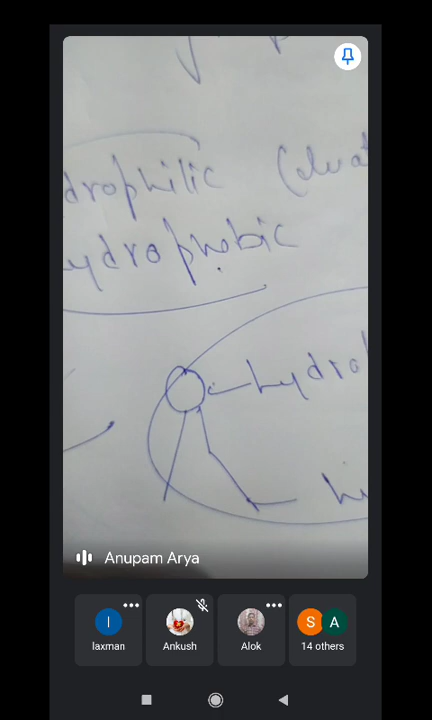 drophilic
ydrophobic
hydro
Anupam Arya
laxman
Ankush
Alok
S A
14 others